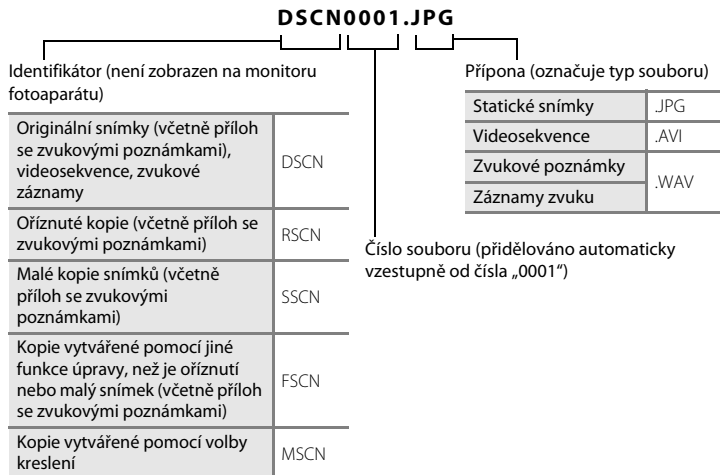 DSCN0001.JPG
Identifikátor (není zobrazen na monitoru
fotoaparátu)
Originální snímky (včetně příloh
se zvukovými poznámkami),
videosekvence, zvukové
záznamy
DSCN
Oříznuté kopie (včetně příloh se
zvukovými poznámkami)
RSCN
Malé kopie snímků (včetně
příloh se zvukovými
poznámkami)
SSCN
Kopie vytvářené pomocí jiné
funkce úpravy, než je oříznutí
nebo malý snímek (včetně příloh
se zvukovými poznámkami)
FSCN
Kopie vytvářené pomocí volby
kreslení
MSCN
Číslo souboru (přidělováno automaticky
vzestupně od čísla „0001“)
Přípona (označuje typ souboru)
Statické snímky .JPG
Videosekvence .AVI
Zvukové poznámky
.WAV
Záznamy zvuku